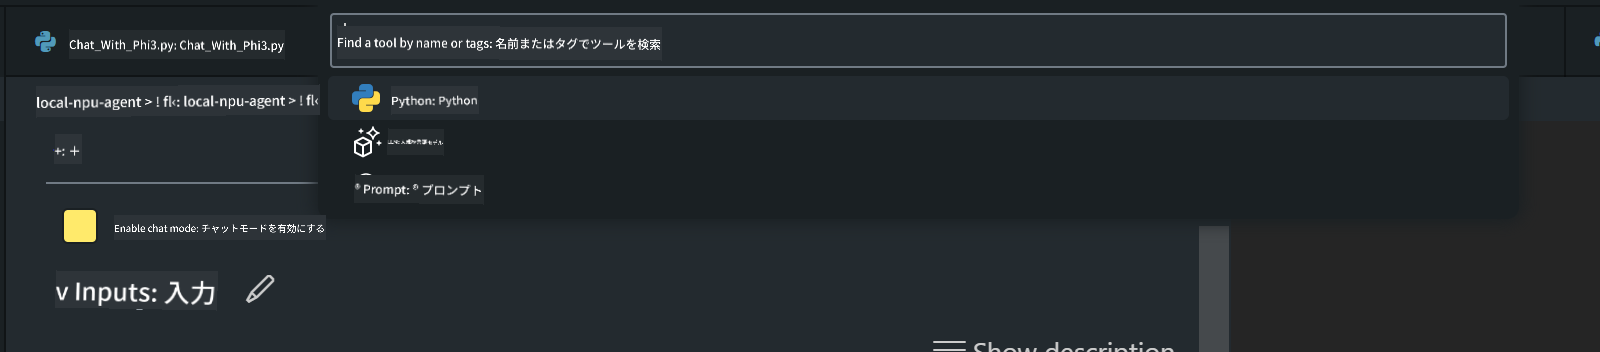 Chat_With_Phi3.py: Chat_With_Phi3.py
Find a tool by name or tags: 名前またはタグでツールを検索
local-npu-agent > ! fl<: local-npu-agent > ! fl<
Python: Python
+: +
® Prompt: ® プロンプト
Enable chat mode: チャットモードを有効にする
v Inputs: 入力
Show description